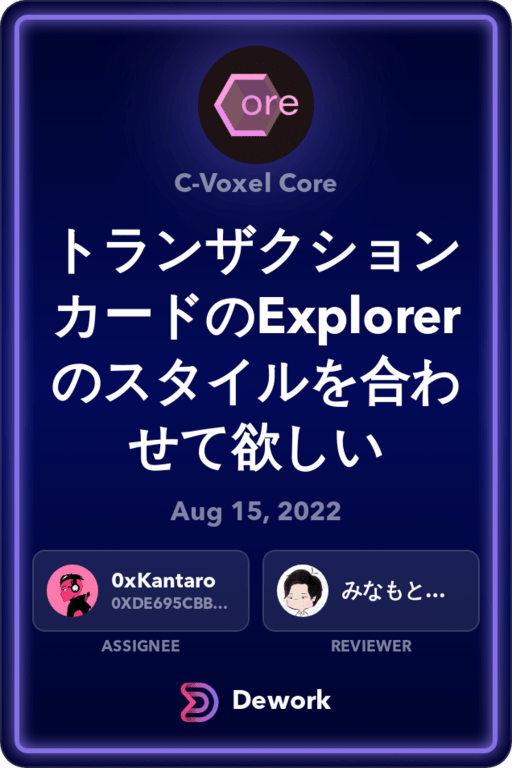 ore
C-Voxel Core
トランザクション
カードのExplorer
のスタイルを合わ
せて欲しい
Aug 15, 2022
0xKantaro
0XDE695CBB...
みなもと...
ASSIGNEE
REVIEWER
Dework